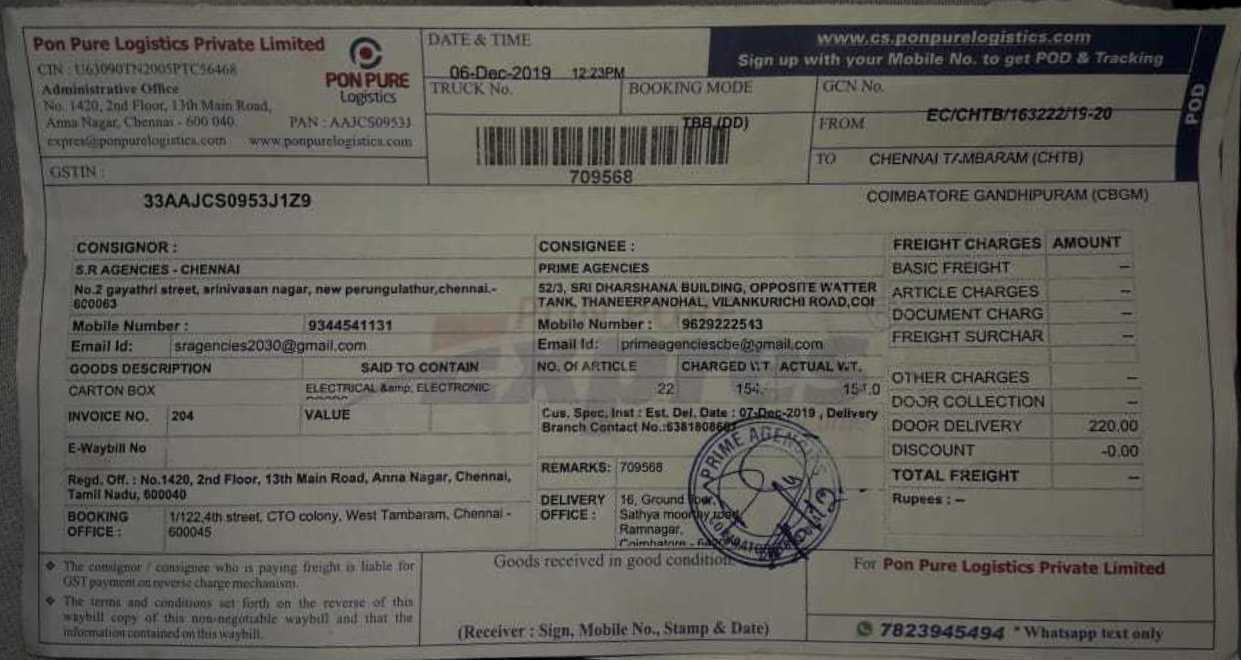 Pon Pure Logistics Private Limited
CIN : U63090TN2005PTC56468
Administrative Office
No. 1420, 2nd Floor, 13th Main Road,
Anna Nagar, Chennai - 600 040.
PAN : AAJCS0953J
expres@ponpurelogistics.com www.ponpurelogistics.com
PON PURE
Logistics
GSTIN :
33AAJCS0953J1Z9
DATE & TIME
06-Dec-2019 12:23PM
TRUCK No.
BOOKING MODE
TBB (DD)
709568
www.cs.ponpurelogistics.com
Sign up with your Mobile No. to get POD & Tracking
POD
GCN No.
EC/CHTB/163222/19-20
FROM
TO CHENNAI TAMBARAM (CHTB)
COIMBATORE GANDHIPURAM (CBGM)
CONSIGNOR :
S.R AGENCIES - CHENNAI
No.2 gayathri street, srinivasan nagar, new perungulathur,chennai.-
600063
Mobile Number : 9344541131
Email Id: sragencies2030@gmail.com
GOODS DESCRIPTION SAID TO CONTAIN
CARTON BOX ELECTRICAL &amp; ELECTRONIC
INVOICE NO. 204 VALUE
E-Waybill No
Regd. Off. : No.1420, 2nd Floor, 13th Main Road, Anna Nagar, Chennai,
Tamil Nadu, 600040
BOOKING OFFICE :
1/122,4th street, CTO colony, West Tambaram, Chennai -
600045
CONSIGNEE :
PRIME AGENCIES
52/3, SRI DHARSHANA BUILDING, OPPOSITE WATTER
TANK, THANEERPANDHAL, VILANKURICHI ROAD,COI
Mobile Number : 9629222543
Email Id: primeagenciescbe@gmail.com
NO. Of ARTICLE CHARGED WT. ACTUAL WT.
22 154. 154.0
Cus. Spec. Inst : Est. Del. Date : 07-Dec-2019 , Delivery
Branch Contact No.:
REMARKS: 709568
DELIVERY OFFICE :
16, Ground floor,
Sathya moorthy road,
Ramnagar,
Coimbatore -
PRIME AGENCIES
FREIGHT CHARGES AMOUNT
BASIC FREIGHT –
ARTICLE CHARGES –
DOCUMENT CHARG –
FREIGHT SURCHAR –
OTHER CHARGES –
DOOR COLLECTION –
DOOR DELIVERY 220.00
DISCOUNT -0.00
TOTAL FREIGHT –
Rupees : –
❖ The consignor / consignee who is paying freight is liable for
GST payment on reverse charge mechanism.
❖ The terms and conditions set forth on the reverse of this
waybill copy of this non-negotiable waybill and that the
information contained on this waybill.
Goods received in good condition
(Receiver : Sign, Mobile No., Stamp & Date)
For Pon Pure Logistics Private Limited
7823945494 * Whatsapp text only